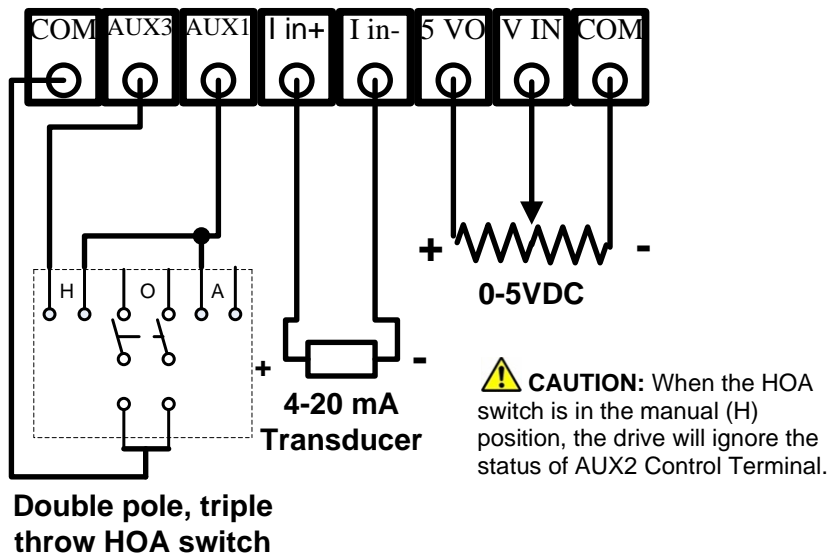 COM AUX3 AUX1 I in+ I in- 5 VO V IN COM
+ -
0-5VDC
H O A
+ -
4-20 mA
Transducer
CAUTION: When the HOA
switch is in the manual (H)
position, the drive will ignore the
status of AUX2 Control Terminal.
Double pole, triple
throw HOA switch